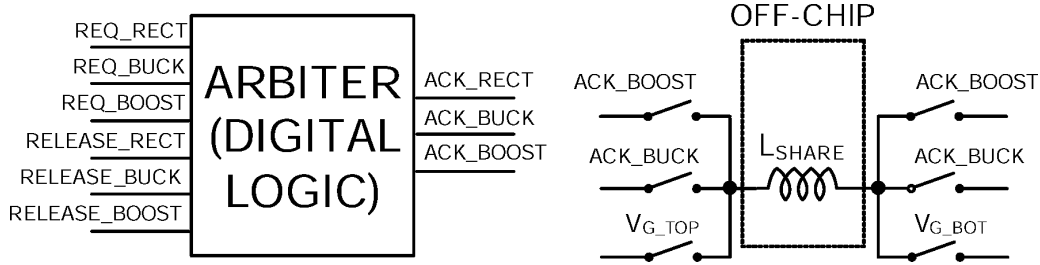 REQ_RECT
REQ_BUCK
REQ_BOOST
RELEASE_RECT
RELEASE_BUCK
RELEASE_BOOST
ARBITER
(DIGITAL
LOGIC)
ACK_RECT
ACK_BUCK
ACK_BOOST
OFF-CHIP
ACK_BOOST
ACK_BUCK
VG_TOP
LSHARE
ACK_BOOST
ACK_BUCK
VG_BOT